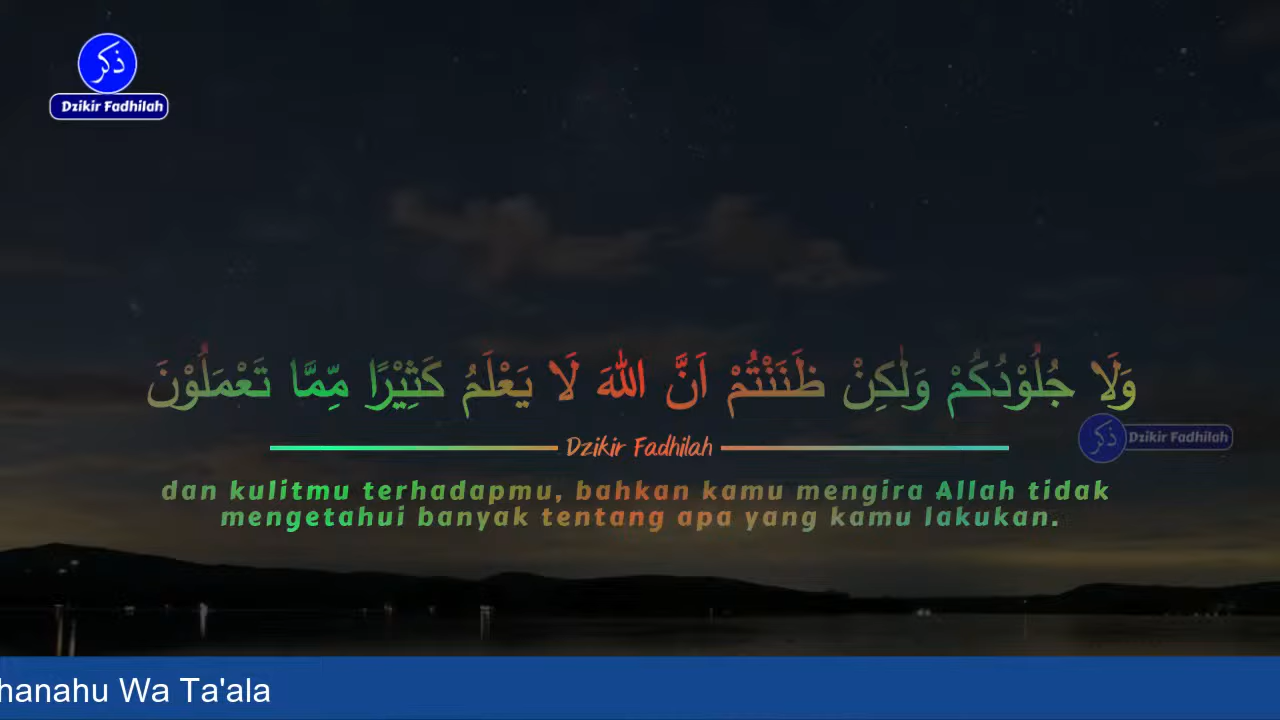 ذكر
Dzikir Fadhilah
وَلَا جُلُوْدُكُمْ وَلٰكِنْ ظَنَنْتُمْ اَنَّ اللّٰهَ لَا يَعْلَمُ كَثِيْرًا مِّمَّا تَعْمَلُوْنَ
ذكر Dzikir Fadhilah
Dzikir Fadhilah
dan kulitmu terhadapmu, bahkan kamu mengira Allah tidak
mengetahui banyak tentang apa yang kamu lakukan.
hanahu Wa Ta'ala